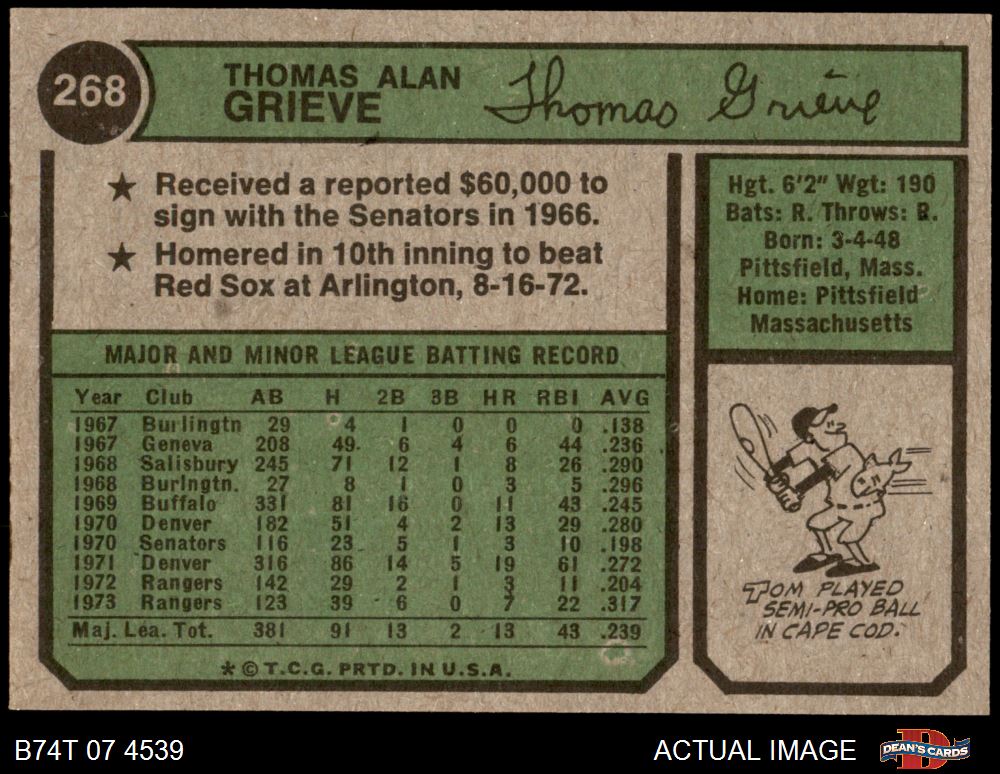 268
THOMAS ALAN
GRIEVE
Thomas Grieve
★ Received a reported $60,000 to
sign with the Senators in 1966.
★ Homered in 10th inning to beat
Red Sox at Arlington, 8-16-72.
Hgt. 6'2" Wgt: 190
Bats: R. Throws: R.
Born: 3-4-48
Pittsfield, Mass.
Home: Pittsfield
Massachusetts
MAJOR AND MINOR LEAGUE BATTING RECORD
Year Club AB H 2B 3B HR RBI AVG
1967 Burlingtn 29 4 1 0 0 0 .138
1967 Geneva 208 49 6 4 6 44 .236
1968 Salisbury 245 71 12 1 8 26 .290
1968 Burlngtn. 27 8 1 0 3 5 .296
1969 Buffalo 331 81 16 0 11 43 .245
1970 Denver 182 51 4 2 13 29 .280
1970 Senators 116 23 5 1 3 10 .198
1971 Denver 316 86 14 5 19 61 .272
1972 Rangers 142 29 2 1 3 11 .204
1973 Rangers 123 39 6 0 7 22 .317
Maj. Lea. Tot. 381 91 13 2 13 43 .239
* © T.C.G. PRTD. IN U.S.A.
TOM PLAYED
SEMI-PRO BALL
IN CAPE COD.
B74T 07 4539
ACTUAL IMAGE
DEAN'S CARDS